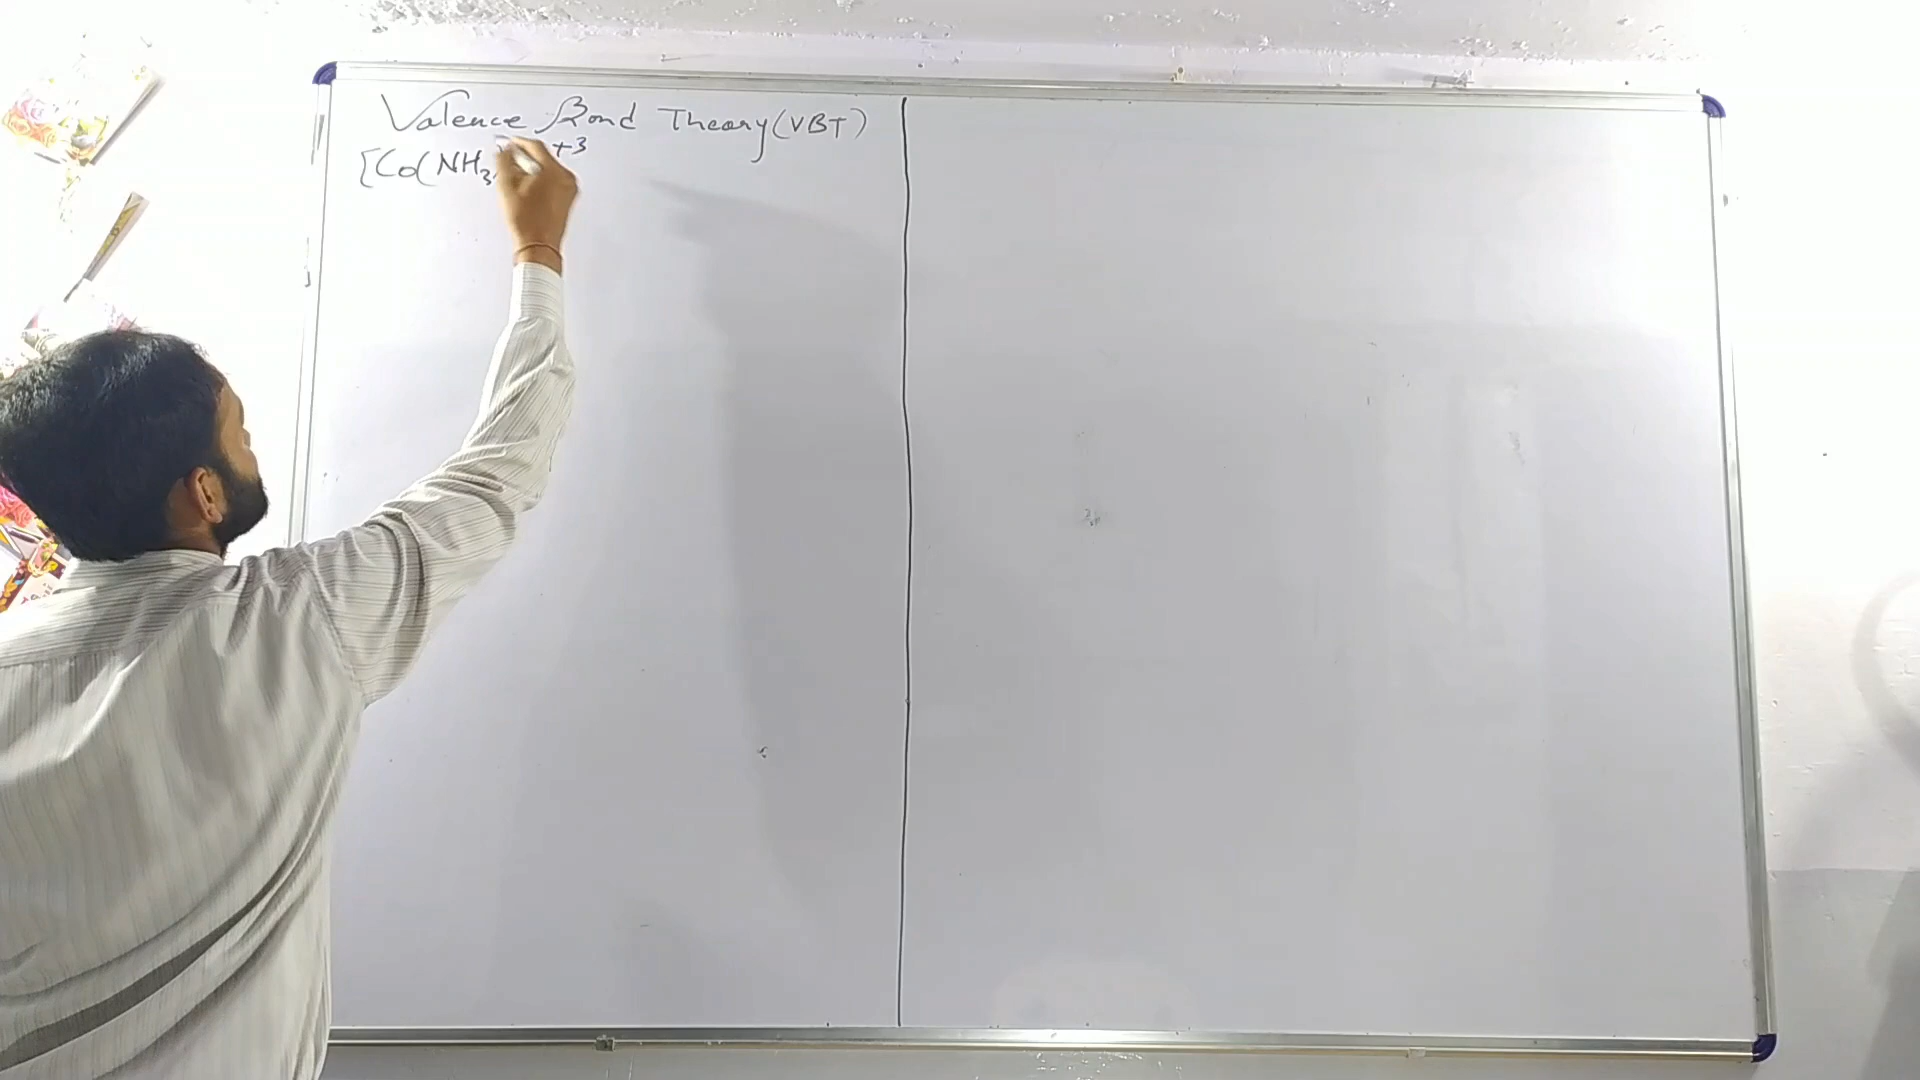 Valence Bond Theory (VBT)
[Co(NH3) +3